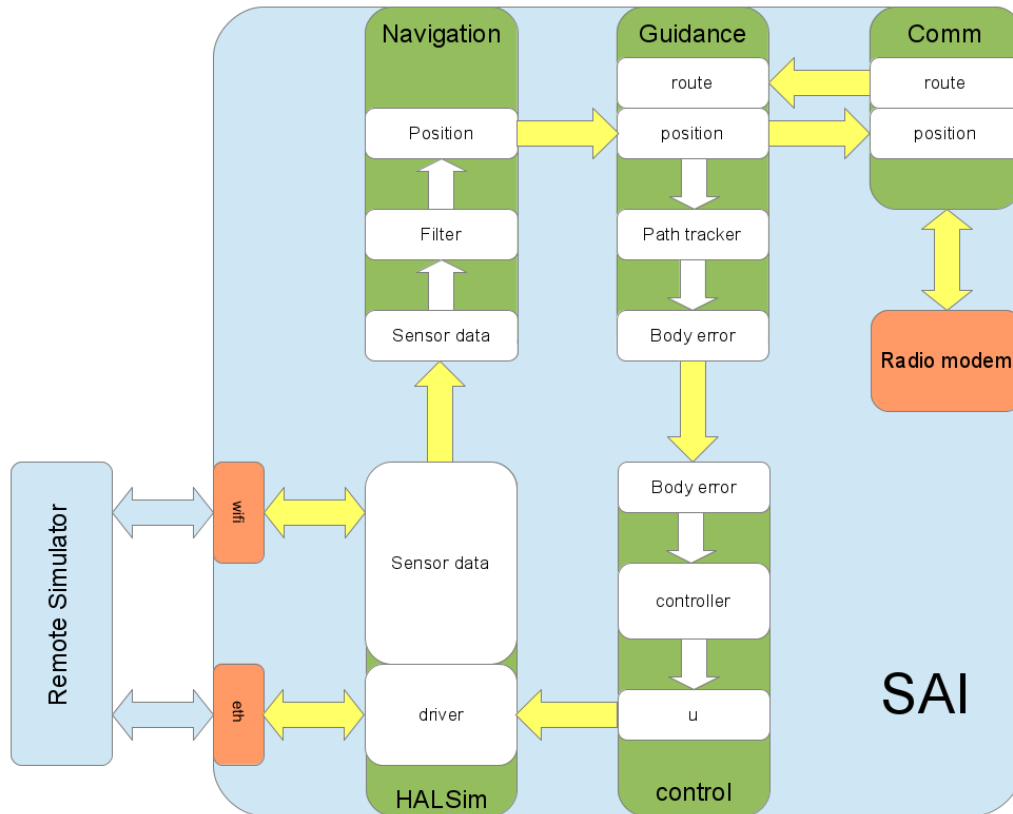 Navigation
Guidance
Comm
route
route
Position
position
position
Filter
Path tracker
Sensor data
Body error
Radio modem
Remote Simulator
wifi
Body error
Sensor data
controller
eth
driver
u
SAI
HALSim
control